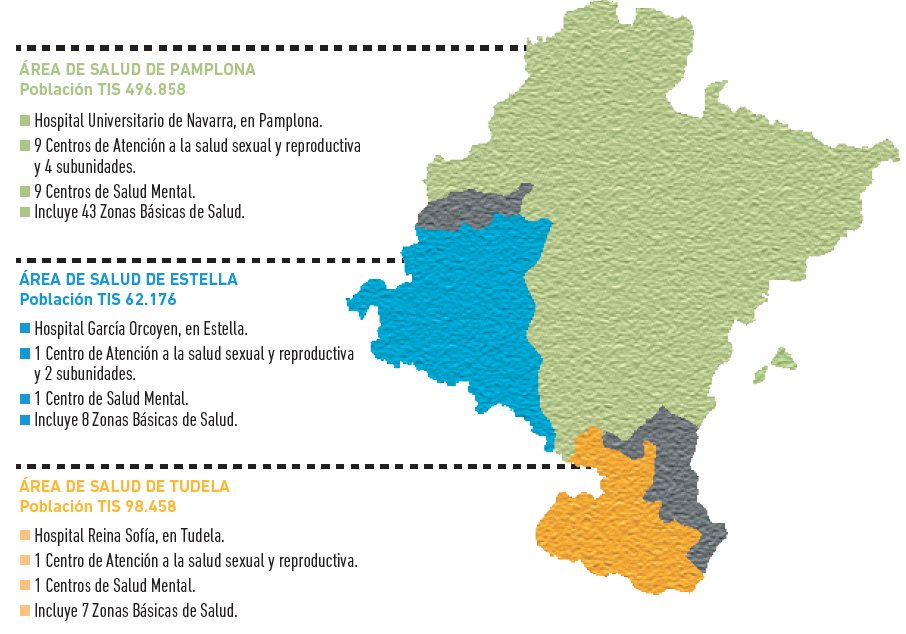 ÁREA DE SALUD DE PAMPLONA
Población TIS 496.858
Hospital Universitario de Navarra, en Pamplona.
9 Centros de Atención a la salud sexual y reproductiva
y 4 subunidades.
9 Centros de Salud Mental.
Incluye 43 Zonas Básicas de Salud.
ÁREA DE SALUD DE ESTELLA
Población TIS 62.176
Hospital García Orcoyen, en Estella.
1 Centro de Atención a la salud sexual y reproductiva
y 2 subunidades.
1 Centro de Salud Mental.
Incluye 8 Zonas Básicas de Salud.
ÁREA DE SALUD DE TUDELA
Población TIS 98.458
Hospital Reina Sofía, en Tudela.
1 Centro de Atención a la salud sexual y reproductiva.
1 Centros de Salud Mental.
Incluye 7 Zonas Básicas de Salud.